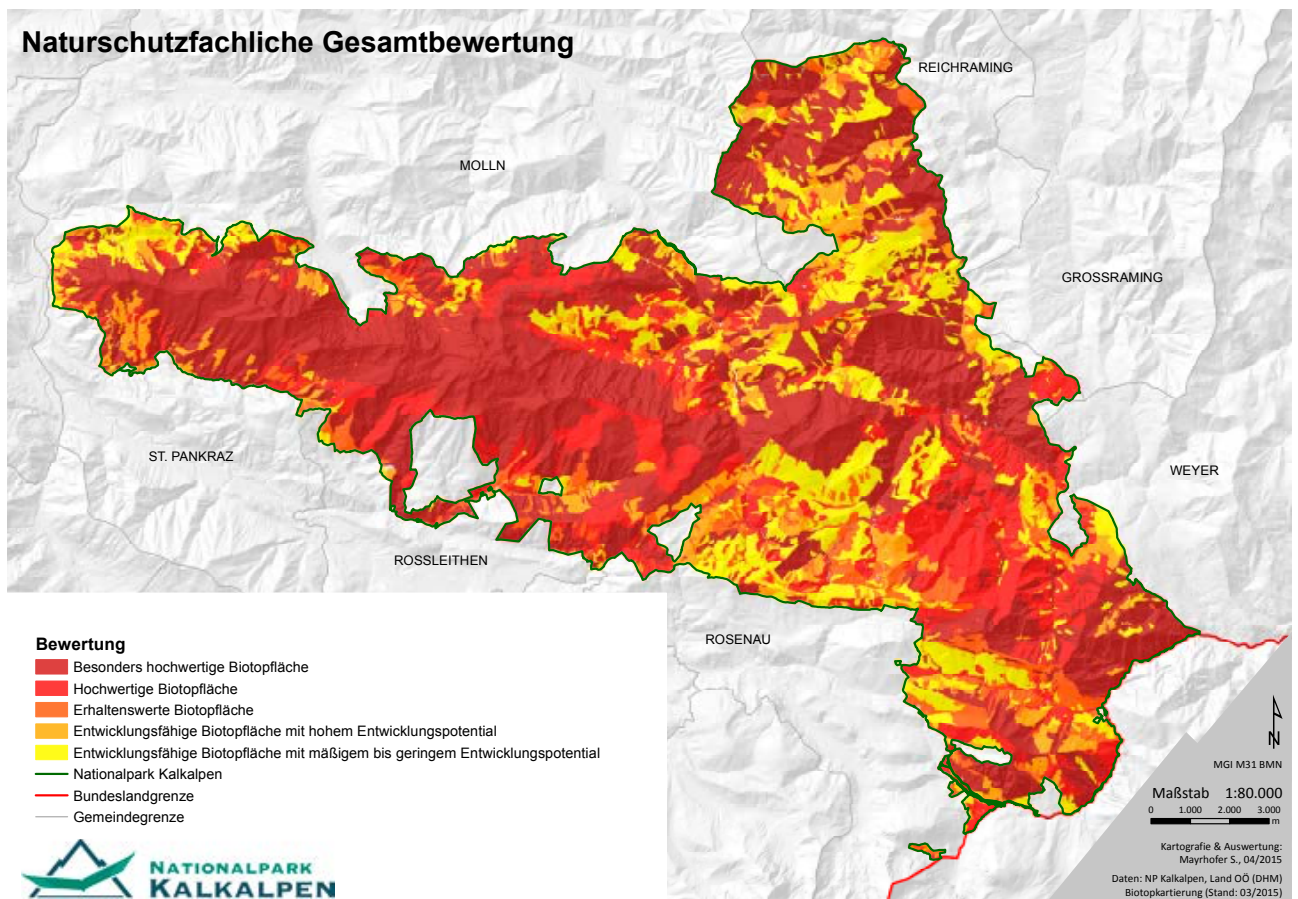 Naturschutzfachliche Gesamtbewertung
REICHRAMING
MOLLN
GROSSRAMING
ST. PANKRAZ
WEYER
ROSSLEITHEN
ROSENAU
Bewertung
Besonders hochwertige Biotopfläche
Hochwertige Biotopfläche
Erhaltenswerte Biotopfläche
Entwicklungsfähige Biotopfläche mit hohem Entwicklungspotential
Entwicklungsfähige Biotopfläche mit mäßigem bis geringem Entwicklungspotential
Nationalpark Kalkalpen
Bundeslandgrenze
Gemeindegrenze
NATIONALPARK
KALKALPEN
N
MGI M31 BMN
Maßstab 1:80.000
0 1.000 2.000 3.000
m
Kartografie & Auswertung:
Mayrhofer S., 04/2015
Daten: NP Kalkalpen, Land OÖ (DHM)
Biotopkartierung (Stand: 03/2015)